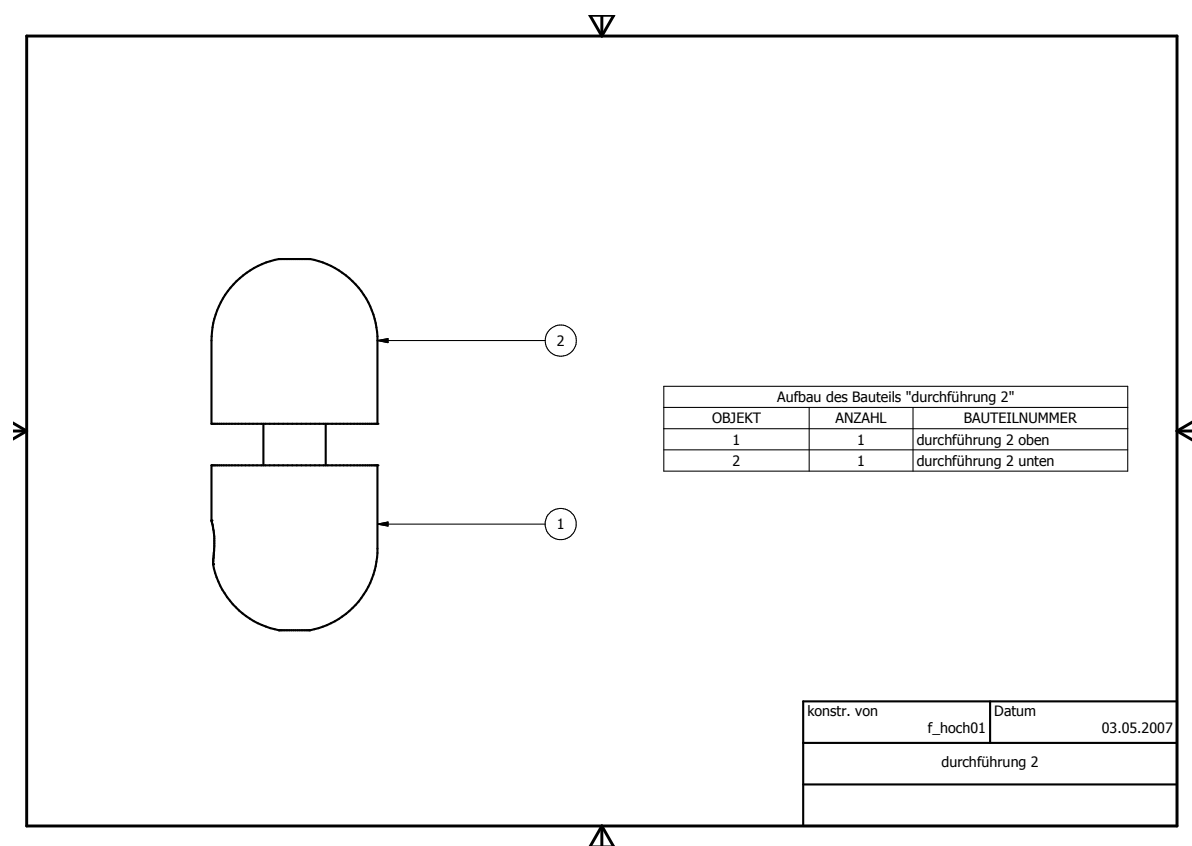 2
Aufbau des Bauteils "durchführung 2"
OBJEKT ANZAHL BAUTEILNUMMER
1 1 durchführung 2 oben
2 1 durchführung 2 unten
1
konstr. von Datum
f_hoch01 03.05.2007
durchführung 2